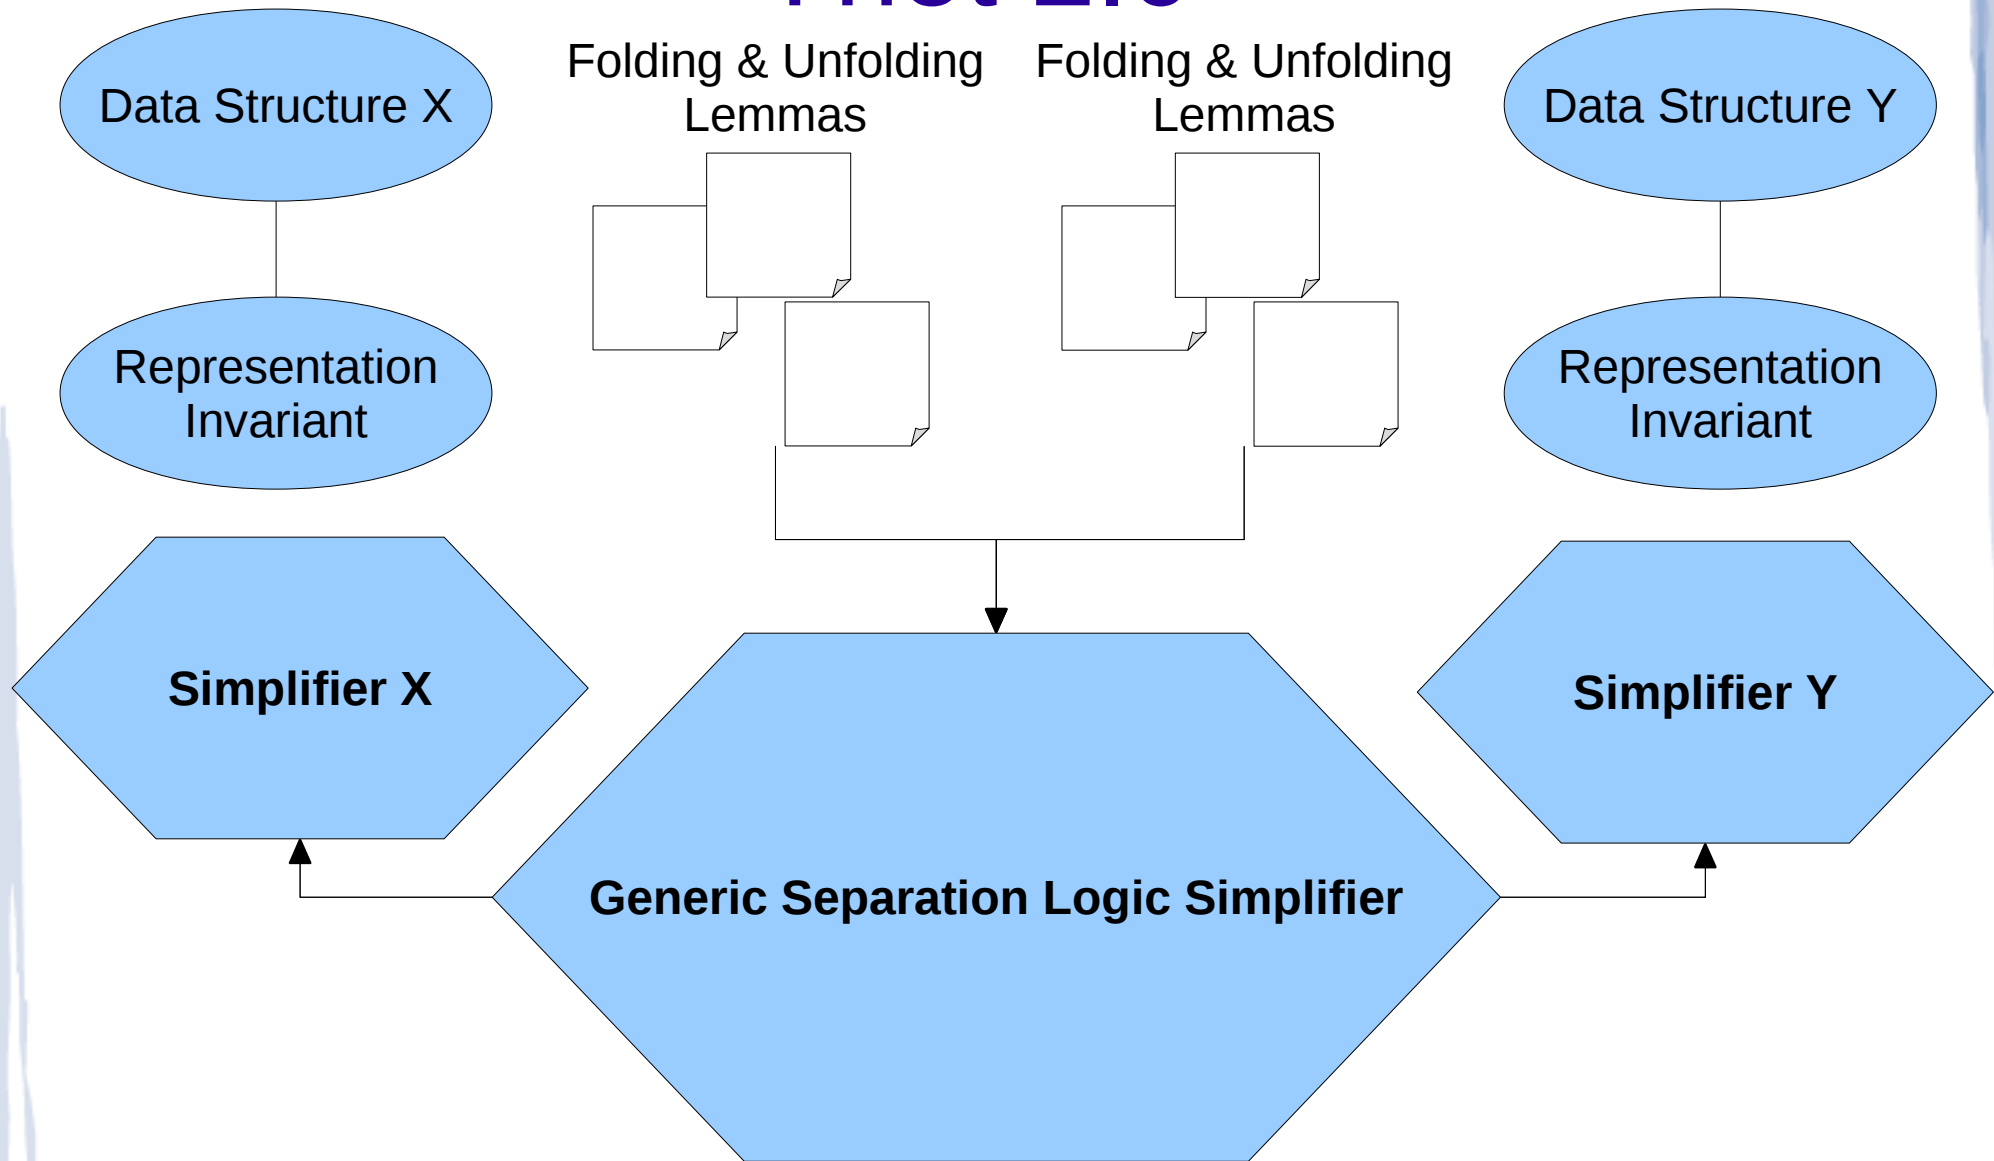 Data Structure X
Folding & Unfolding
Lemmas
Folding & Unfolding
Lemmas
Data Structure Y
Representation
Invariant
Representation
Invariant
Simplifier X
Simplifier Y
Generic Separation Logic Simplifier